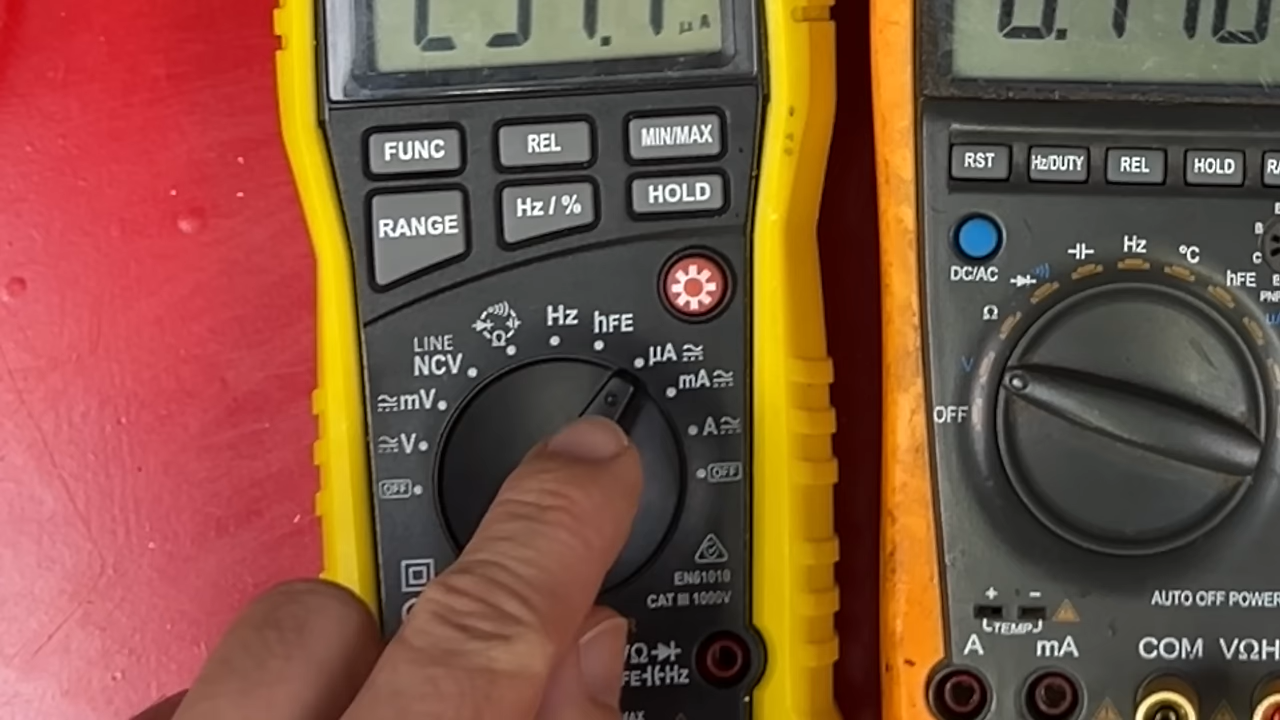 μA
FUNC
REL
MIN/MAX
RANGE
Hz / %
HOLD
LINE
NCV
Ω
Hz
hFE
μA
mA
A
OFF
mV
V
OFF
EN61010
CAT III 1000V
Ω
Hz
RST
Hz/DUTY
REL
HOLD
DC/AC
Hz
°C
hFE
Ω
V
OFF
B
C
+ -
TEMP
AUTO OFF POWER
A
mA
COM
VΩH